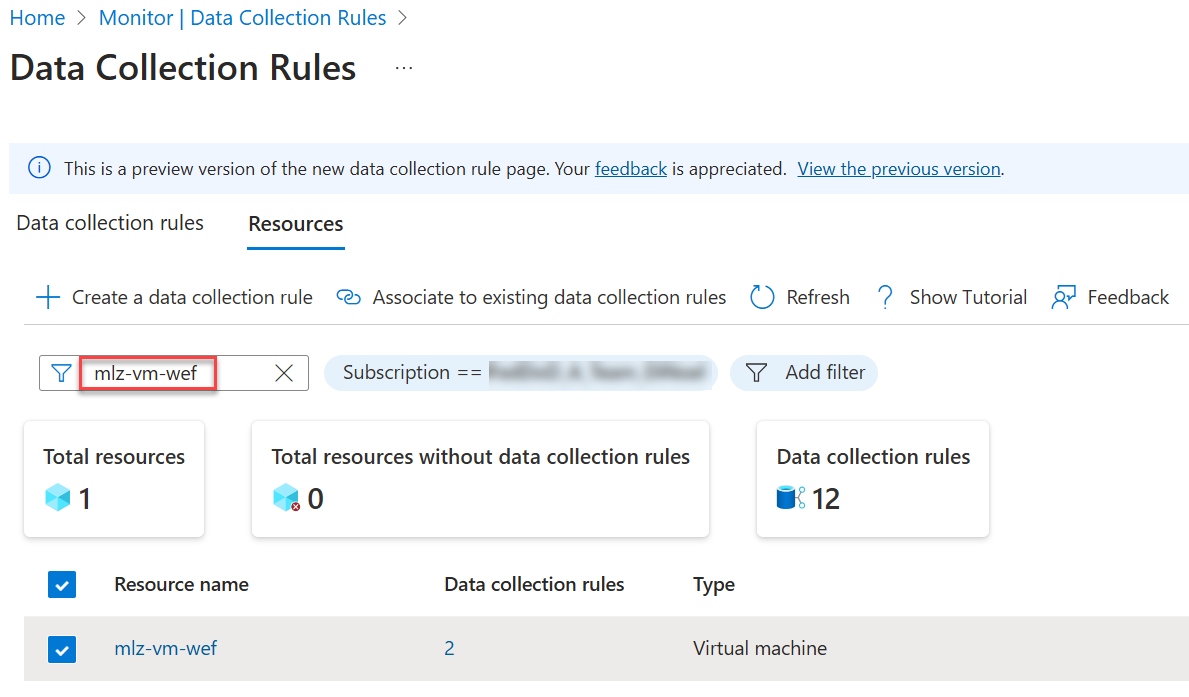 Home > Monitor | Data Collection Rules >
Data Collection Rules ...
This is a preview version of the new data collection rule page. Your feedback is appreciated. View the previous version.
Data collection rules Resources
Create a data collection rule Associate to existing data collection rules Refresh Show Tutorial Feedback
mlz-vm-wef Subscription == Add filter
Total resources Total resources without data collection rules Data collection rules
1 0 12
Resource name Data collection rules Type
mlz-vm-wef 2 Virtual machine